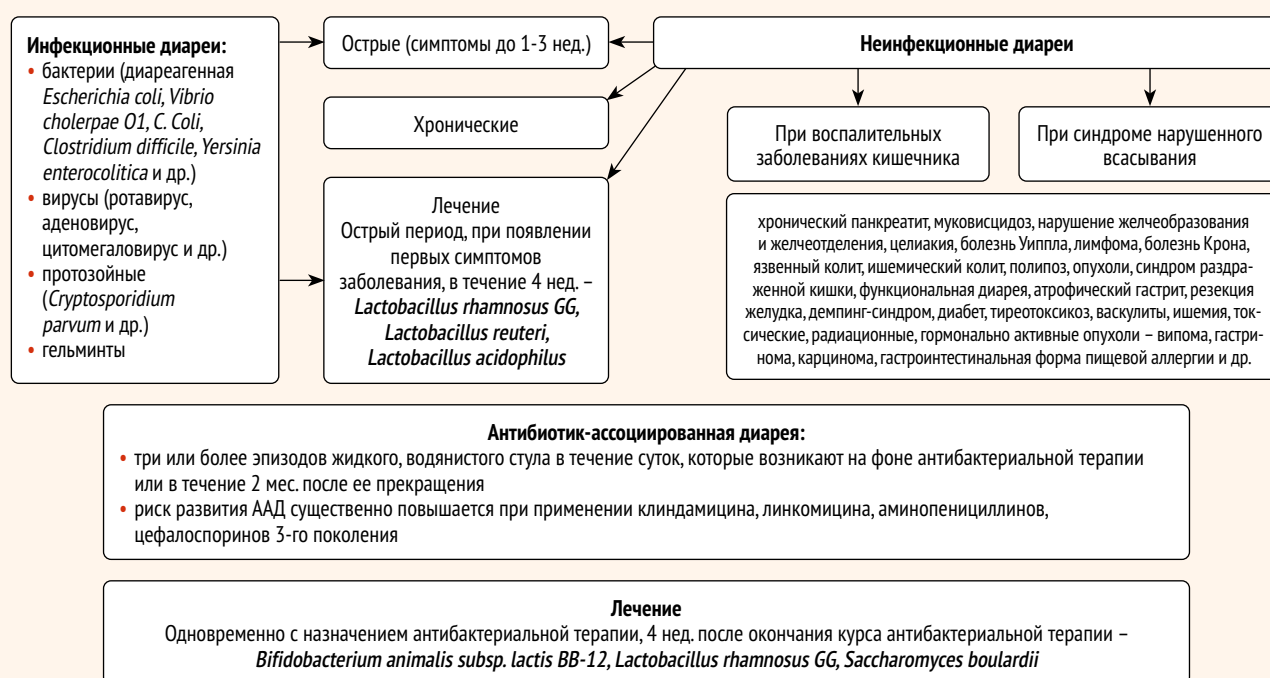 Инфекционные диареи:
• бактерии (диареагенная
Escherichia coli, Vibrio
cholerpae O1, C. Coli,
Clostridium difficile, Yersinia
enterocolitica и др.)
• вирусы (ротавирус,
аденовирус,
цитомегаловирус и др.)
• протозойные
(Cryptosporidium
parvum и др.)
• гельминты
Острые (симптомы до 1-3 нед.)
Хронические
Лечение
Острый период, при появлении
первых симптомов
заболевания, в течение 4 нед. –
Lactobacillus rhamnosus GG,
Lactobacillus reuteri,
Lactobacillus acidophilus
Неинфекционные диареи
При воспалительных
заболеваниях кишечника
При синдроме нарушенного
всасывания
хронический панкреатит, муковисцидоз, нарушение желчеобразования
и желчеотделения, целиакия, болезнь Уиппла, лимфома, болезнь Крона,
язвенный колит, ишемический колит, полипоз, опухоли, синдром раздра-
женной кишки, функциональная диарея, атрофический гастрит, резекция
желудка, демпинг-синдром, диабет, тиреотоксикоз, васкулиты, ишемия, ток-
сические, радиационные, гормонально активные опухоли – випома, гастри-
нома, карцинома, гастроинтестинальная форма пищевой аллергии и др.
Антибиотик-ассоциированная диарея:
• три или более эпизодов жидкого, водянистого стула в течение суток, которые возникают на фоне антибактериальной терапии
или в течение 2 мес. после ее прекращения
• риск развития ААД существенно повышается при применении клиндамицина, линкомицина, аминопенициллинов,
цефалоспоринов 3-го поколения
Лечение
Одновременно с назначением антибактериальной терапии, 4 нед. после окончания курса антибактериальной терапии –
Bifidobacterium animalis subsp. lactis BB-12, Lactobacillus rhamnosus GG, Saccharomyces boulardii